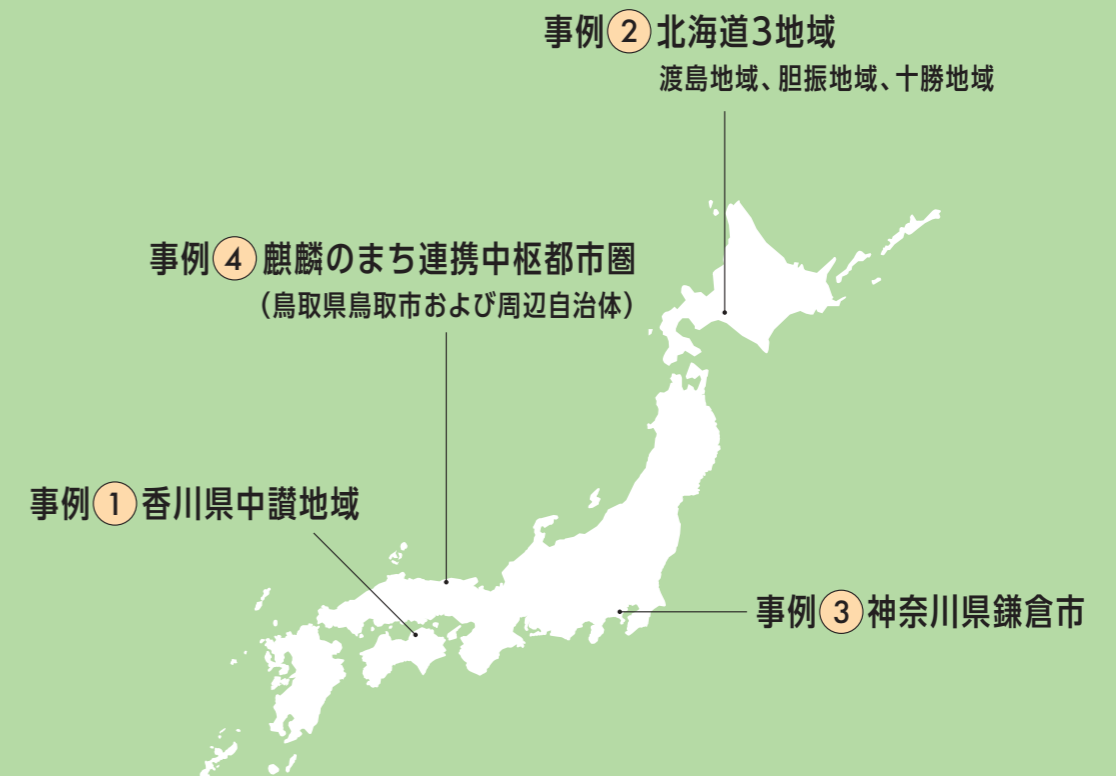 事例②北海道3地域
渡島地域、胆振地域、十勝地域
事例④麒麟のまち連携中枢都市圏
（鳥取県鳥取市および周辺自治体）
事例①香川県中讃地域
事例③神奈川県鎌倉市